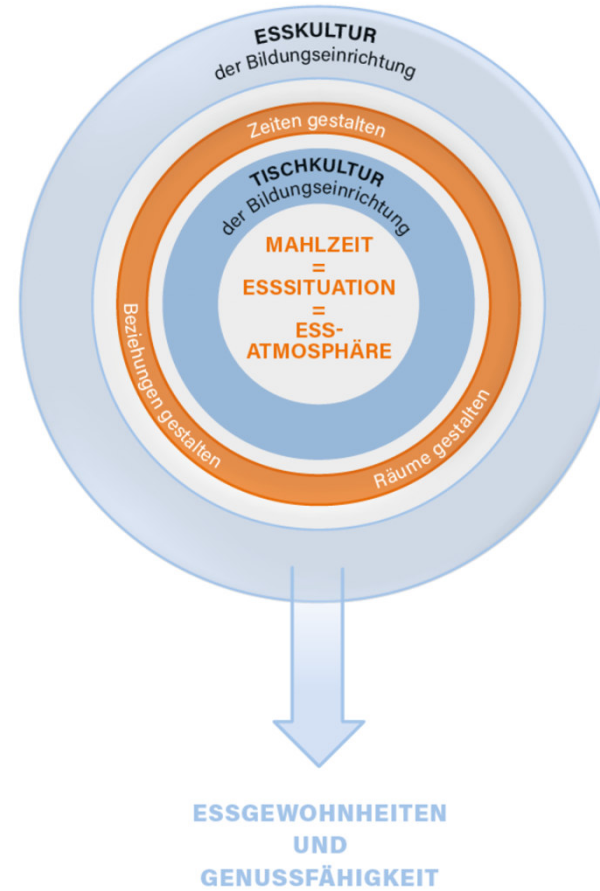 ESSKULTUR
der Bildungseinrichtung
Zeiten gestalten
TISCHKULTUR
der Bildungseinrichtung
MAHLZEIT
=
ESSSITUATION
=
ESS-
ATMOSPHÄRE
Beziehungen gestalten
Räume gestalten
ESSGEWOHNHEITEN
UND
GENUSSFÄHIGKEIT